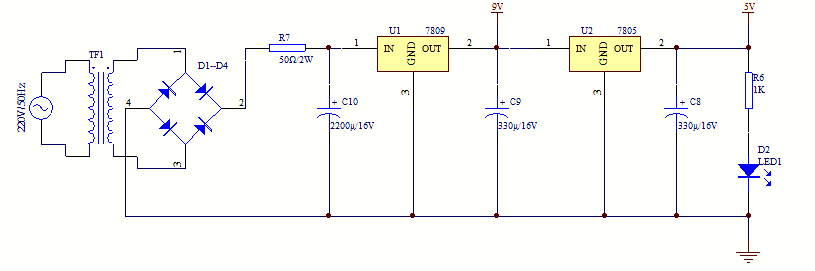 9V
5V
TF1
220V/50Hz
1
2
3
4
D1--D4
R7
50Ω/2W
C10
2200μ/16V
U1
7809
1
IN
OUT
2
GND
3
C9
330μ/16V
U2
7805
1
IN
OUT
2
GND
3
C8
330μ/16V
R6
1K
D2
LED1